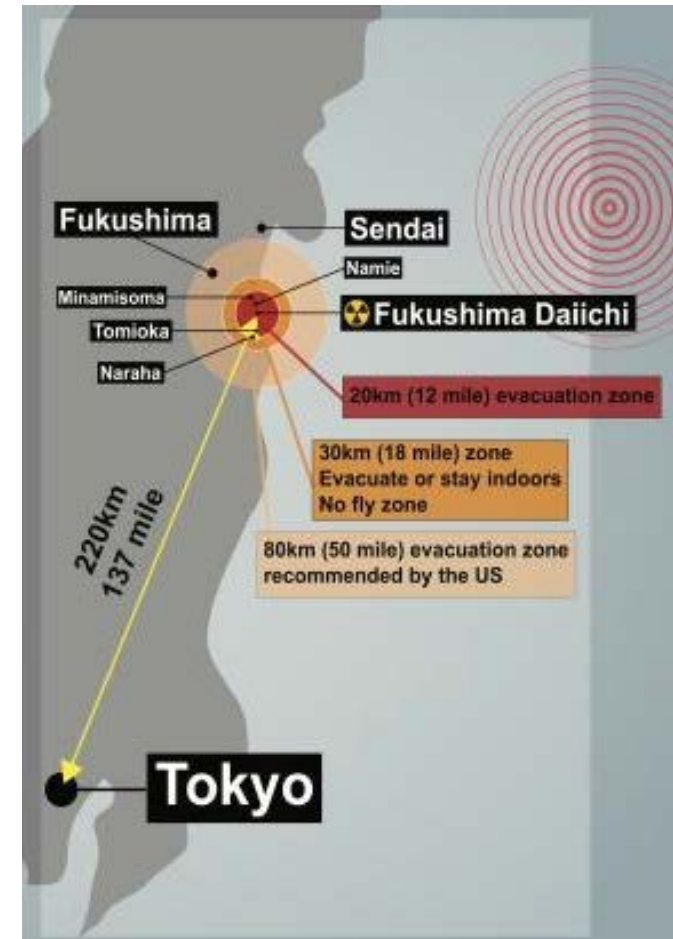 Fukushima
Sendai
Namie
Minamisoma
Fukushima Daiichi
Tomioka
Naraha
20km (12 mile) evacuation zone
30km (18 mile) zone
Evacuate or stay indoors
No fly zone
80km (50 mile) evacuation zone
recommended by the US
220km
137 mile
Tokyo